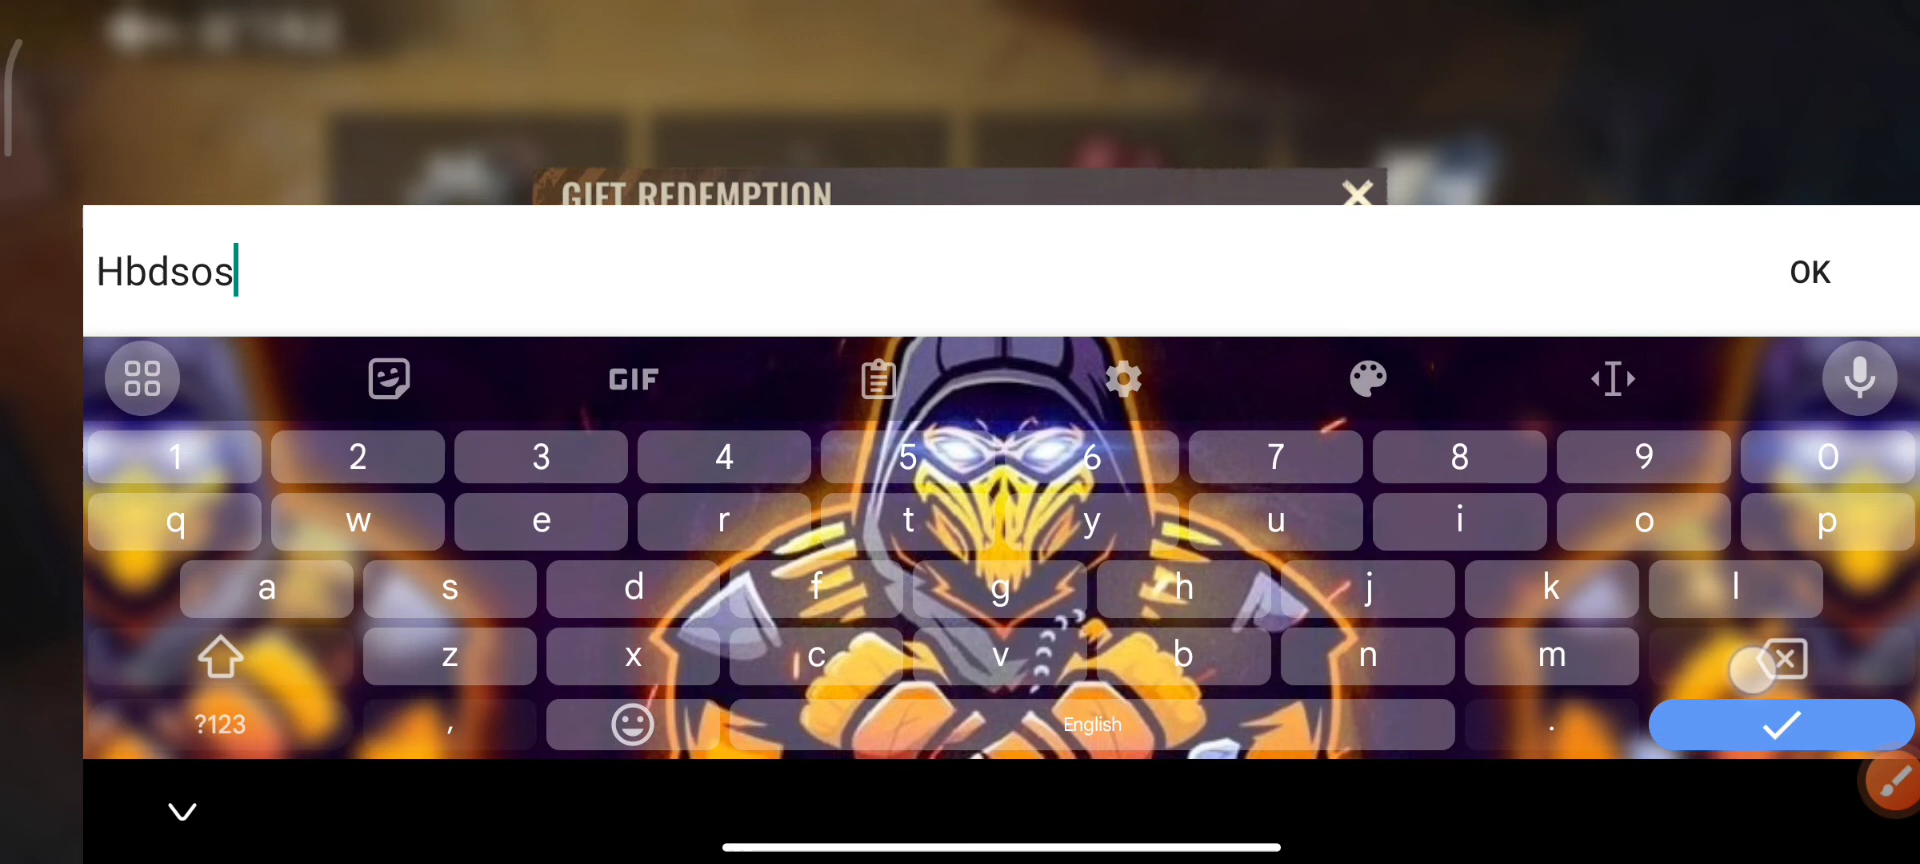 GIFT REDEMPTION
Hbdsos
OK
GIF
1 2 3 4 5 6 7 8 9 0
q w e r t y u i o p
a s d f g h j k l
z x c v b n m
?123 , English .